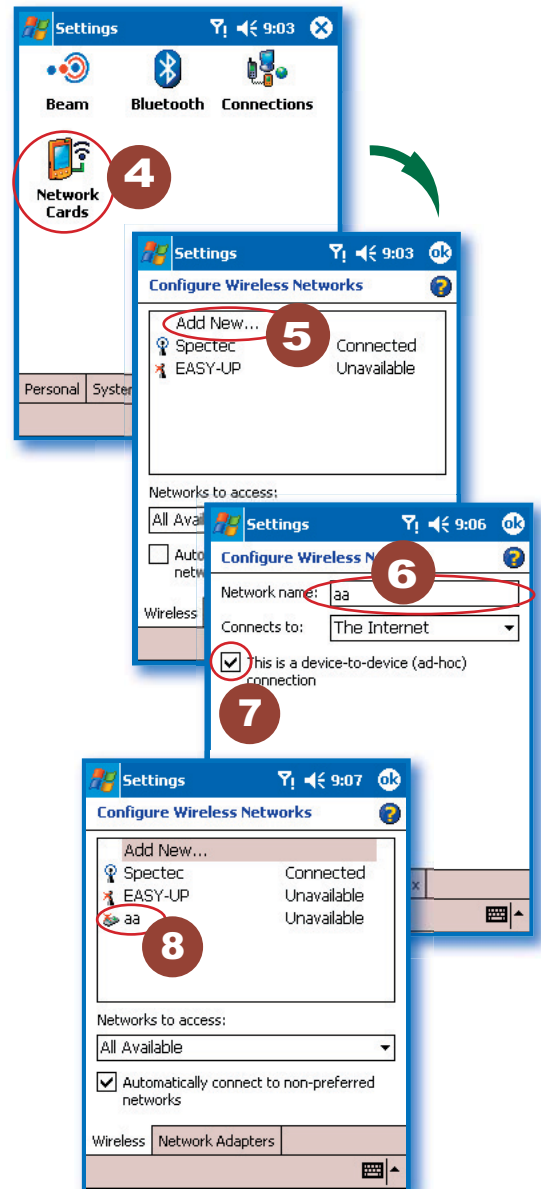 Settings 9:03
Beam Bluetooth Connections
4
Network
Cards
Personal
Settings 9:03 ok
Configure Wireless Networks ?
Add New...
5
Spectec Connected
EASY-UP Unavailable
Networks to access:
All
Wireless
Settings 9:06 ok
Configure Wireless ?
6
Network name: aa
Connects to: The Internet
This is a device-to-device (ad-hoc)
connection
7
Settings 9:07 ok
Configure Wireless Networks ?
Add New...
Spectec Connected
EASY-UP Unavailable
aa Unavailable
8
Networks to access:
All Available
Automatically connect to non-preferred
networks
Wireless Network Adapters